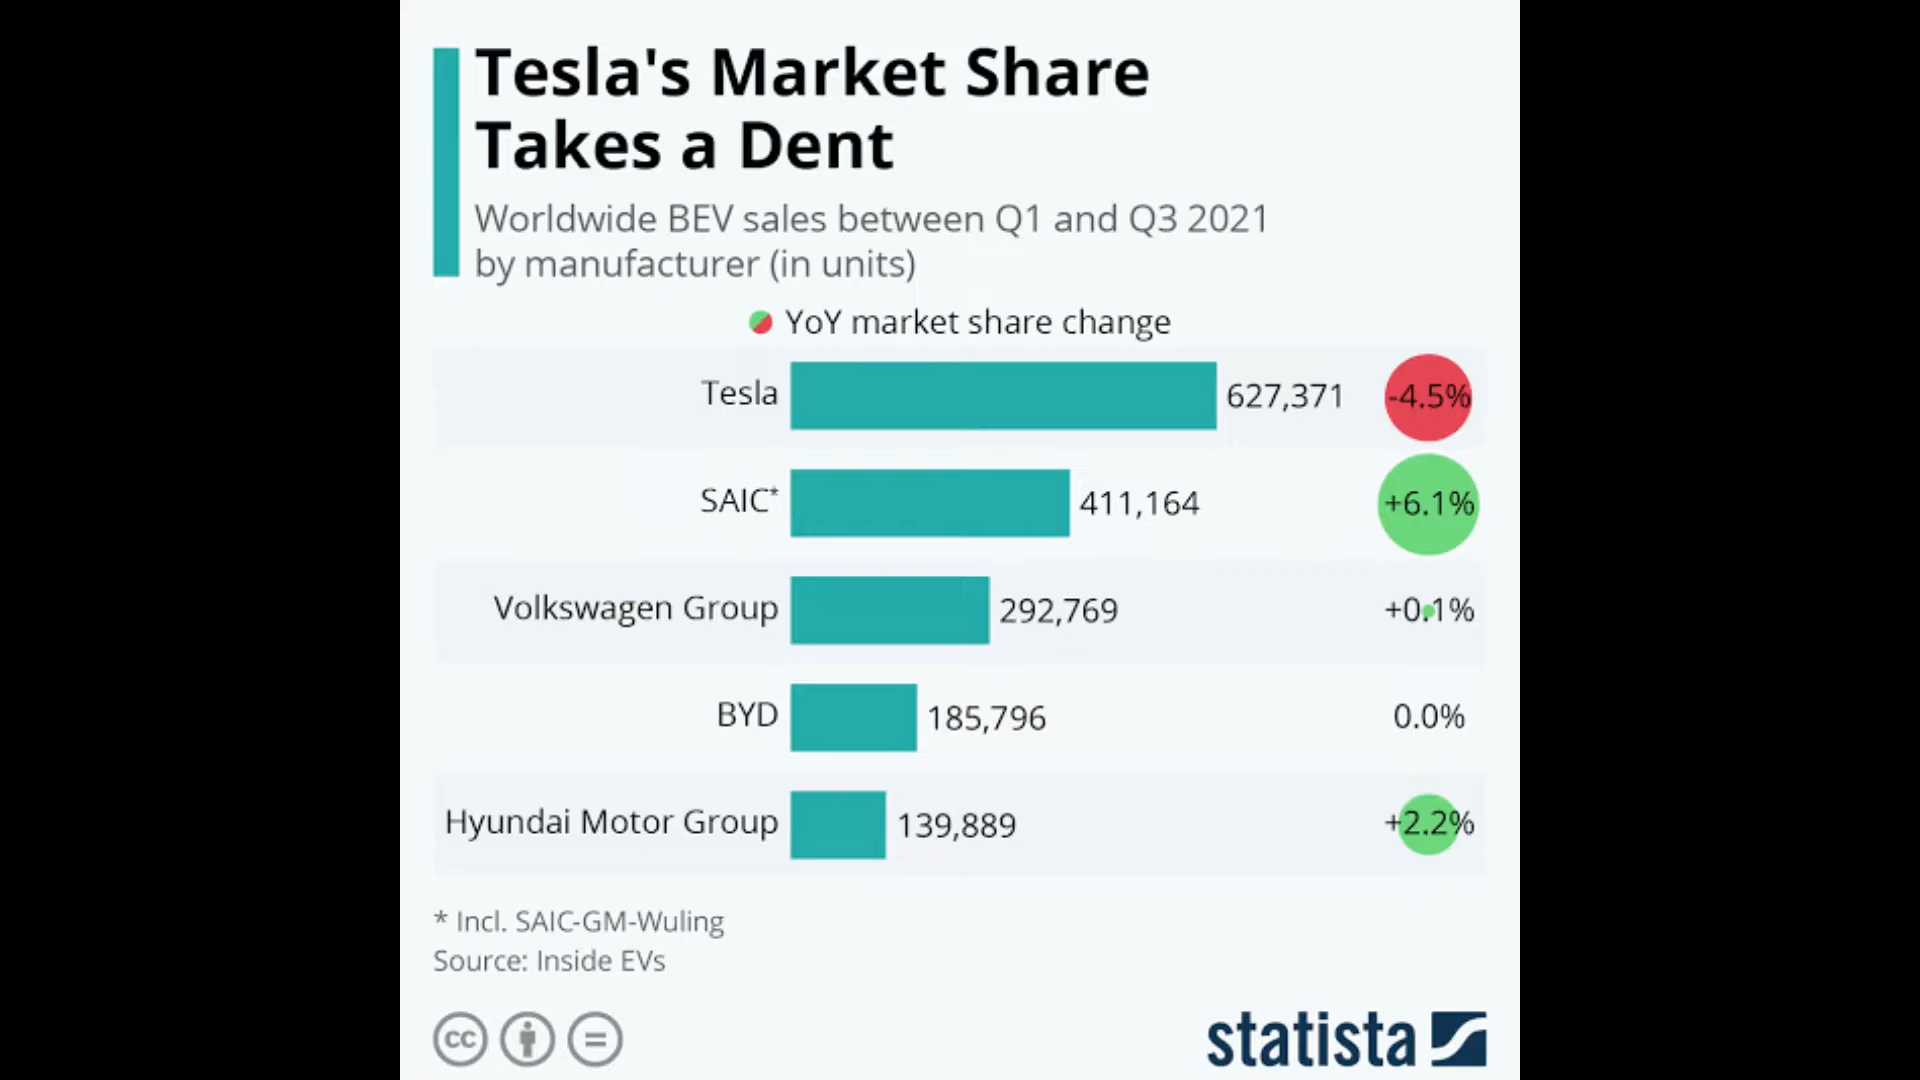 Tesla's Market Share
Takes a Dent
Worldwide BEV sales between Q1 and Q3 2021
by manufacturer (in units)
YoY market share change
Tesla 627,371 -4.5%
SAIC* 411,164 +6.1%
Volkswagen Group 292,769 +0.1%
BYD 185,796 0.0%
Hyundai Motor Group 139,889 +2.2%
* Incl. SAIC-GM-Wuling
Source: Inside EVs
cc =
statista